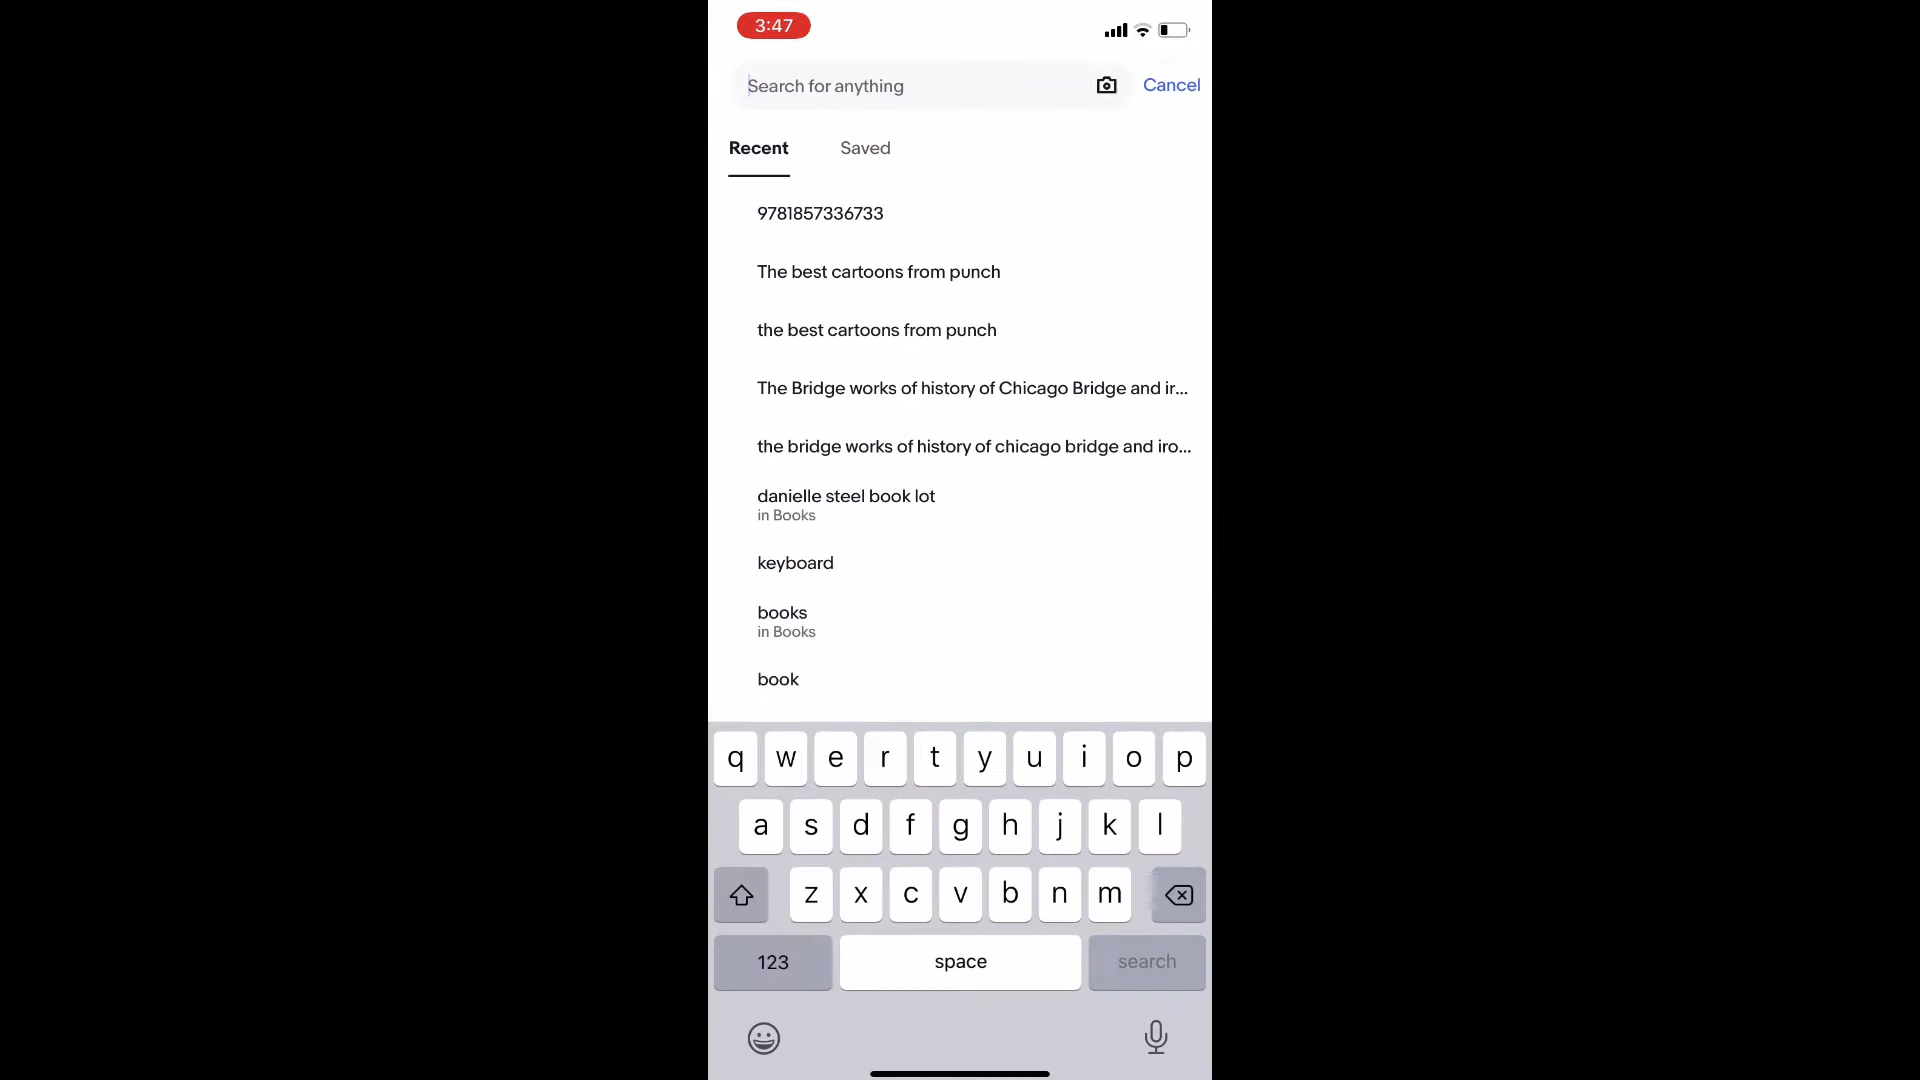 3:47
Search for anything
Cancel
Recent
Saved
9781857336733
The best cartoons from punch
the best cartoons from punch
The Bridge works of history of Chicago Bridge and ir...
the bridge works of history of chicago bridge and iro...
danielle steel book lot
in Books
keyboard
books
in Books
book
q w e r t y u i o p
a s d f g h j k l
z x c v b n m
123 space search